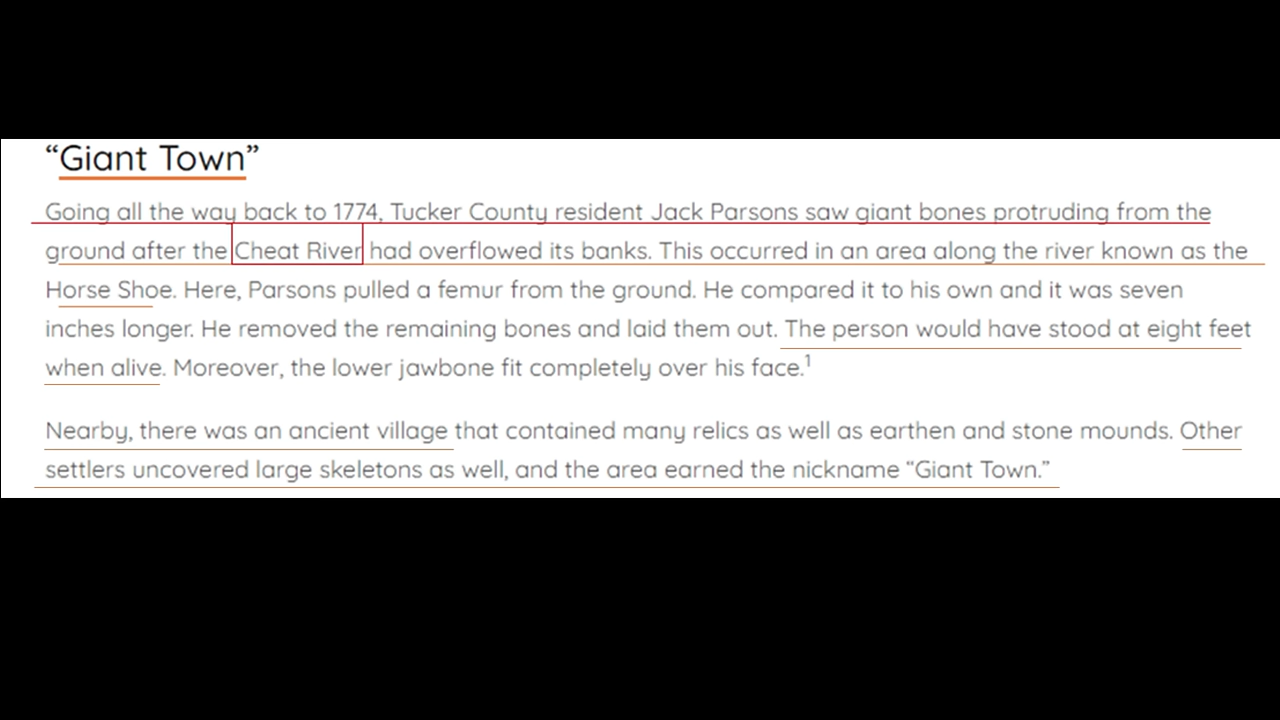 “Giant Town”
Going all the way back to 1774, Tucker County resident Jack Parsons saw giant bones protruding from the
ground after the Cheat River had overflowed its banks. This occurred in an area along the river known as the
Horse Shoe. Here, Parsons pulled a femur from the ground. He compared it to his own and it was seven
inches longer. He removed the remaining bones and laid them out. The person would have stood at eight feet
when alive. Moreover, the lower jawbone fit completely over his face.¹
Nearby, there was an ancient village that contained many relics as well as earthen and stone mounds. Other
settlers uncovered large skeletons as well, and the area earned the nickname “Giant Town.”